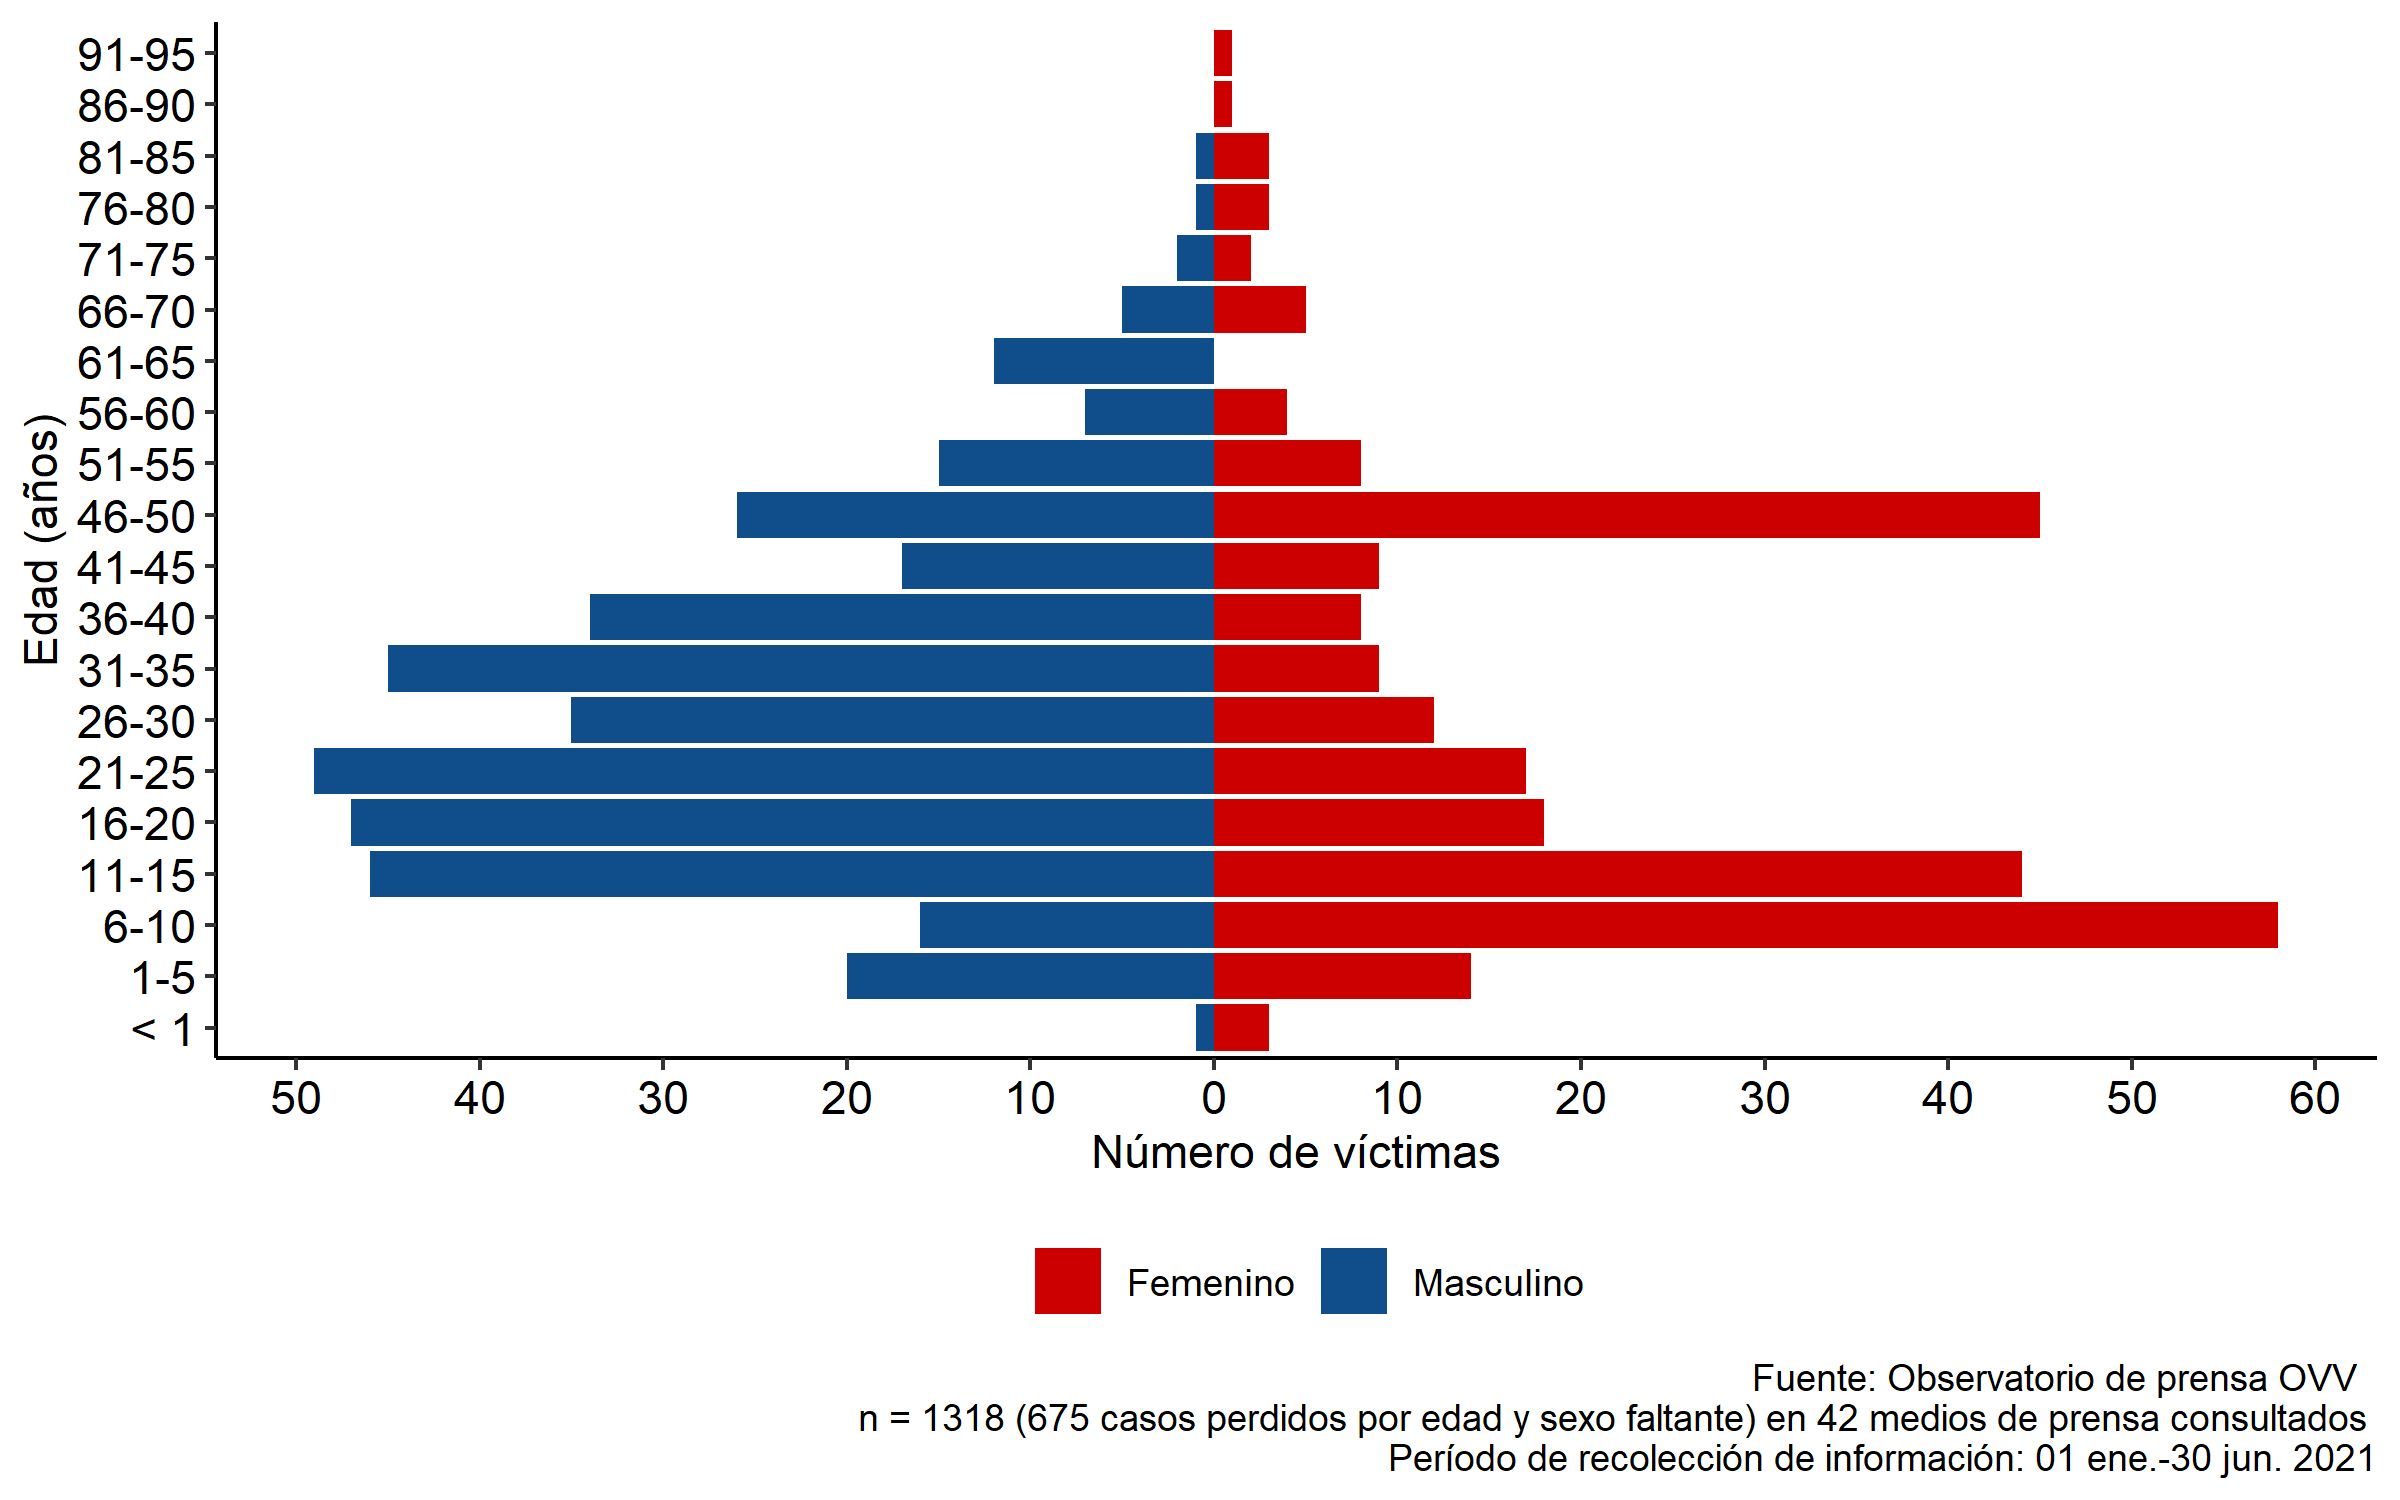 91-95
86-90
81-85
76-80
71-75
66-70
61-65
56-60
51-55
46-50
41-45
36-40
31-35
26-30
21-25
16-20
11-15
6-10
1-5
< 1
Edad (años)
50 40 30 20 10 0 10 20 30 40 50 60
Número de víctimas
Femenino Masculino
Fuente: Observatorio de prensa OVV
n = 1318 (675 casos perdidos por edad y sexo faltante) en 42 medios de prensa consultados
Período de recolección de información: 01 ene.-30 jun. 2021